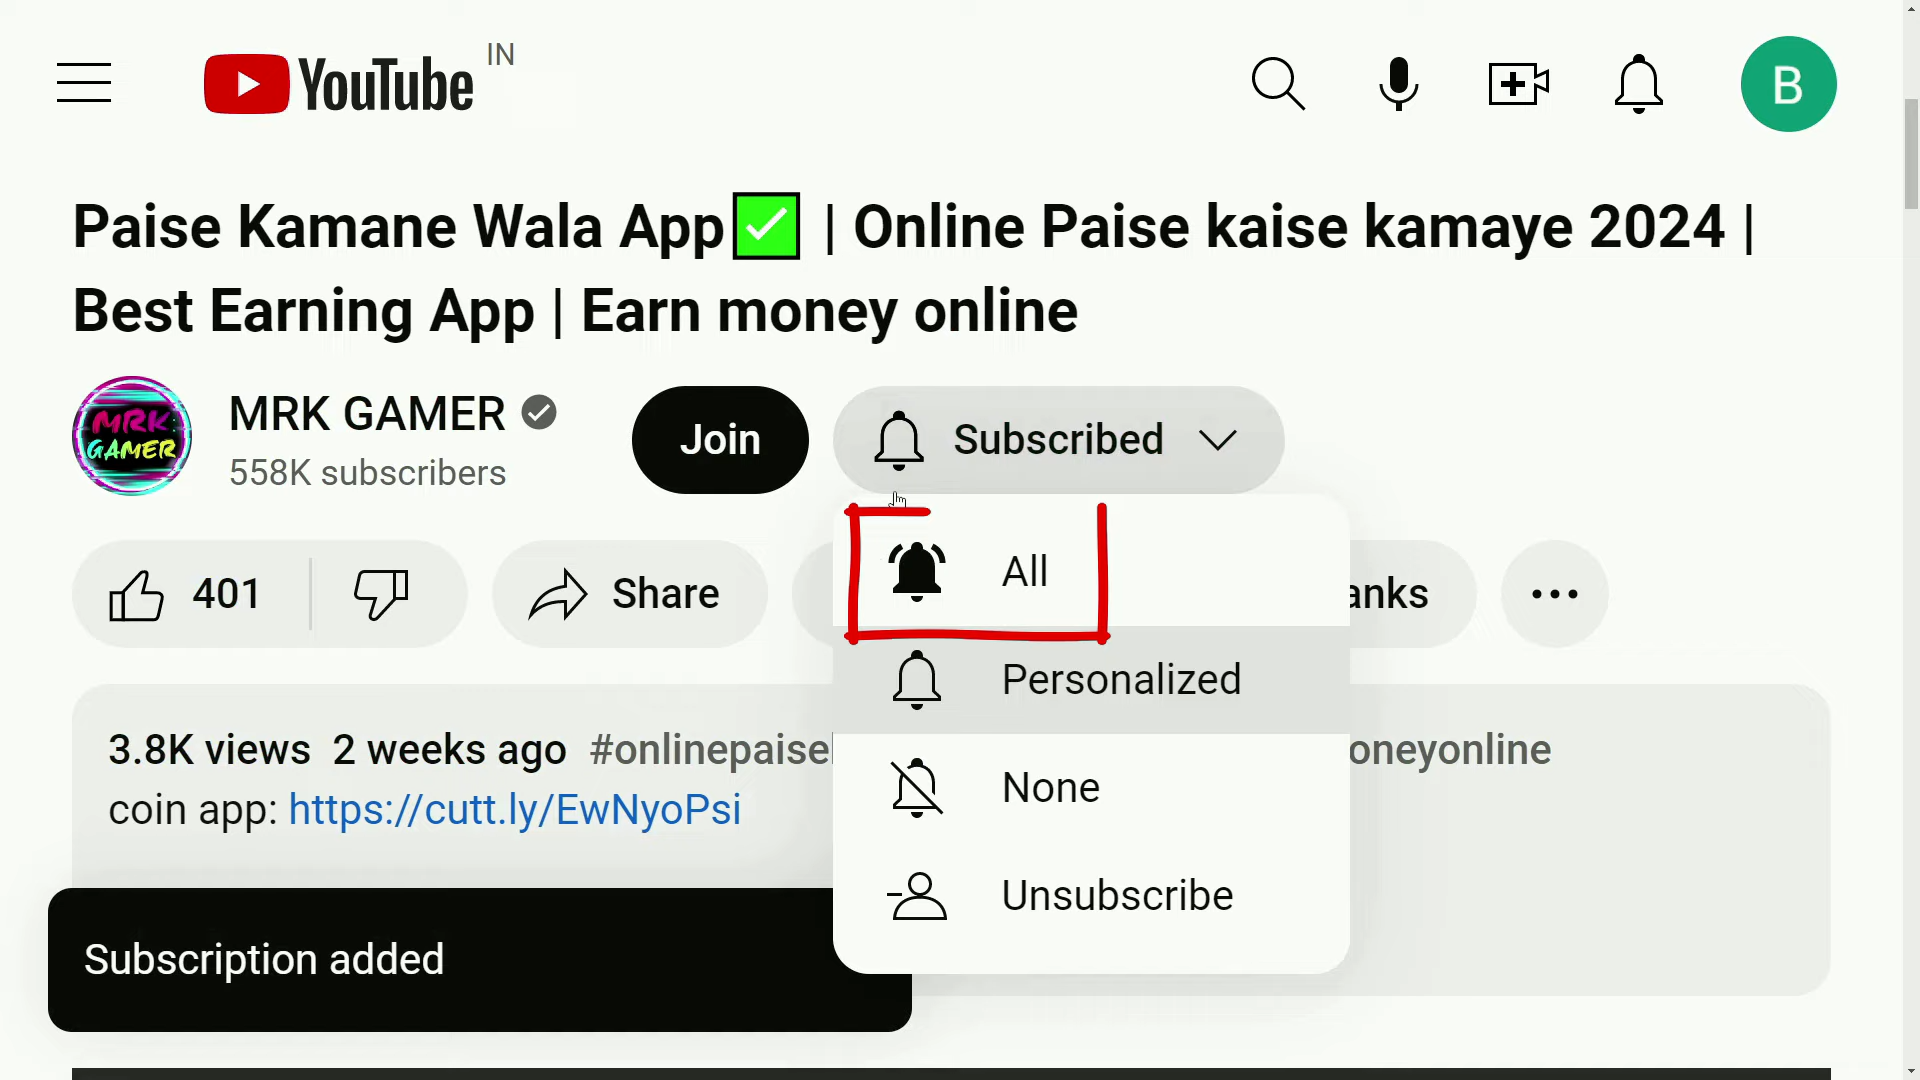 YouTube IN
B
Paise Kamane Wala App✅ | Online Paise kaise kamaye 2024 |
Best Earning App | Earn money online
MRK GAMER
MRK GAMER
558K subscribers
Join
Subscribed
401
Share
anks
All
Personalized
None
Unsubscribe
3.8K views 2 weeks ago #onlinepaise oneyonline
coin app: https://cutt.ly/EwNyoPsi
Subscription added